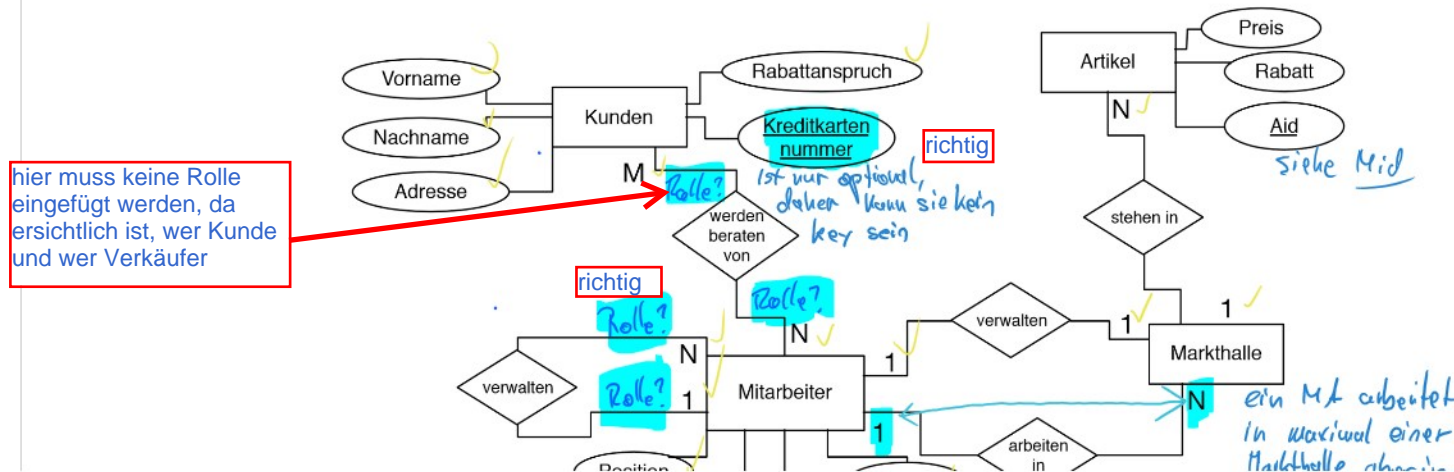 Preis
Vorname
Rabattanspruch
Artikel
Rabatt
Kunden
Nachname
Kreditkarten
nummer
richtig
N
Aid
siehe Mid
hier muss keine Rolle
eingefügt werden, da
ersichtlich ist, wer Kunde
und wer Verkäufer
Adresse
M
Rolle?
ist nur optional,
daher kann sie kein
key sein
werden
beraten
von
stehen in
richtig
Rolle?
Rolle?
N
verwalten
1
1
N
1
Markthalle
verwalten
Rolle?
1
Mitarbeiter
1
N
ein MA arbeitet
in maximal einer
Markthalle
arbeiten
in
Position